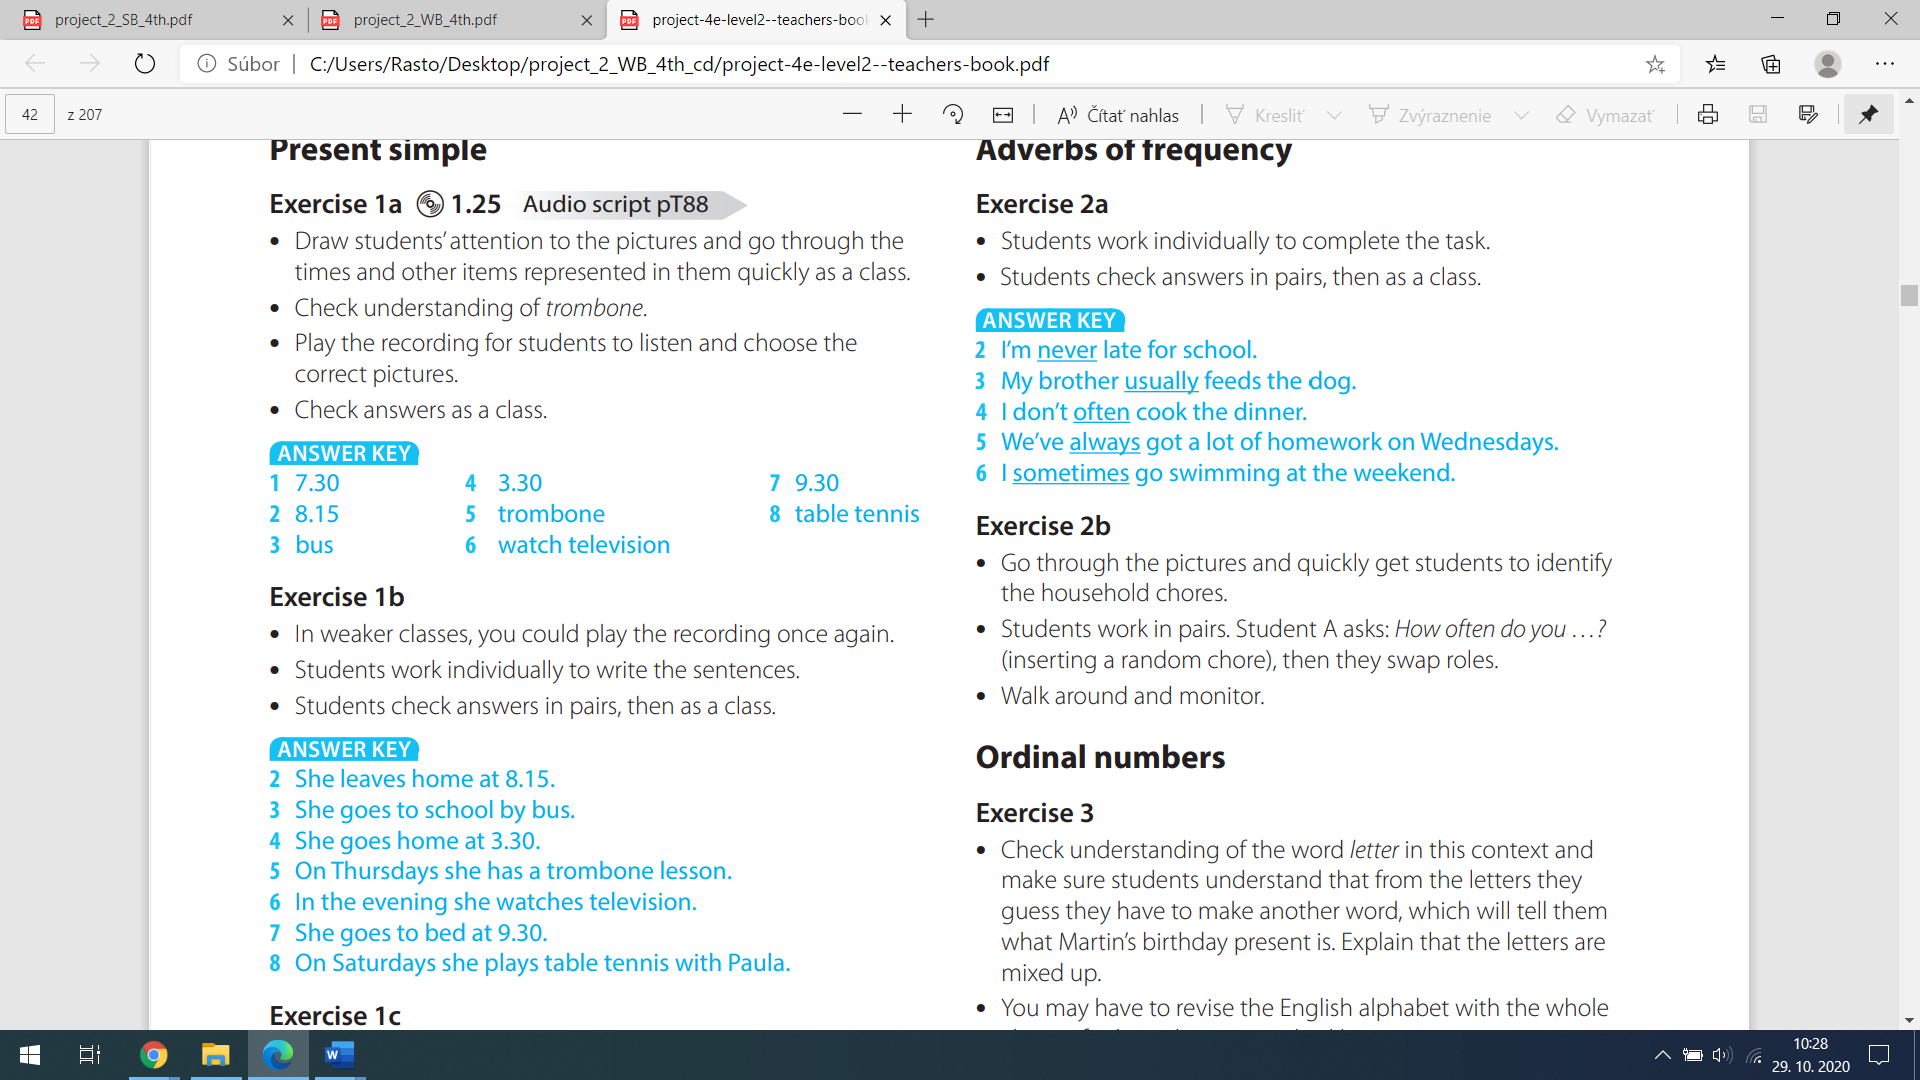 project_2_SB_4th.pdf
project_2_WB_4th.pdf
project-4e-level2--teachers-boo
Súbor
C:/Users/Rasto/Desktop/project_2_WB_4th_cd/project-4e-level2--teachers-book.pdf
42
z 207
Čítať nahlas
Kresliť
Zvýraznenie
Vymazať
Present simple
Exercise 1a 1.25 Audio script pT88
• Draw students' attention to the pictures and go through the
times and other items represented in them quickly as a class.
• Check understanding of trombone.
• Play the recording for students to listen and choose the
correct pictures.
• Check answers as a class.
ANSWER KEY
1 7.30 4 3.30 7 9.30
2 8.15 5 trombone 8 table tennis
3 bus 6 watch television
Exercise 1b
• In weaker classes, you could play the recording once again.
• Students work individually to write the sentences.
• Students check answers in pairs, then as a class.
ANSWER KEY
2 She leaves home at 8.15.
3 She goes to school by bus.
4 She goes home at 3.30.
5 On Thursdays she has a trombone lesson.
6 In the evening she watches television.
7 She goes to bed at 9.30.
8 On Saturdays she plays table tennis with Paula.
Exercise 1c
Adverbs of frequency
Exercise 2a
• Students work individually to complete the task.
• Students check answers in pairs, then as a class.
ANSWER KEY
2 I'm never late for school.
3 My brother usually feeds the dog.
4 I don't often cook the dinner.
5 We've always got a lot of homework on Wednesdays.
6 I sometimes go swimming at the weekend.
Exercise 2b
• Go through the pictures and quickly get students to identify
the household chores.
• Students work in pairs. Student A asks: How often do you …?
(inserting a random chore), then they swap roles.
• Walk around and monitor.
Ordinal numbers
Exercise 3
• Check understanding of the word letter in this context and
make sure students understand that from the letters they
guess they have to make another word, which will tell them
what Martin's birthday present is. Explain that the letters are
mixed up.
• You may have to revise the English alphabet with the whole
10:28
29. 10. 2020